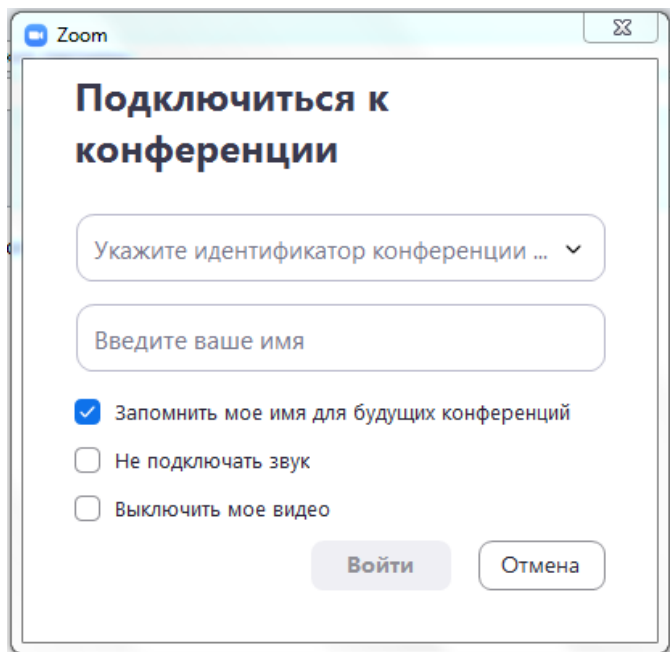 Zoom
Подключиться к
конференции
Укажите идентификатор конференции ...
Введите ваше имя
Запомнить мое имя для будущих конференций
Не подключать звук
Выключить мое видео
Войти
Отмена